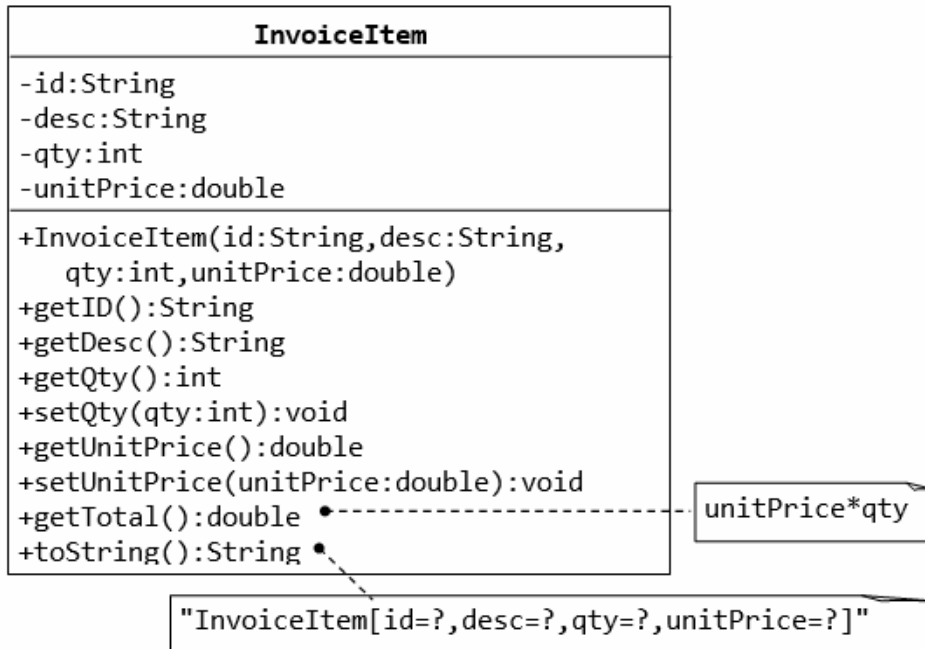 InvoiceItem
-id:String
-desc:String
-qty:int
-unitPrice:double
+InvoiceItem(id:String,desc:String,
qty:int,unitPrice:double)
+getID():String
+getDesc():String
+getQty():int
+setQty(qty:int):void
+getUnitPrice():double
+setUnitPrice(unitPrice:double):void
+getTotal():double
unitPrice*qty
+toString():String
"InvoiceItem[id=?,desc=?,qty=?,unitPrice=?]"